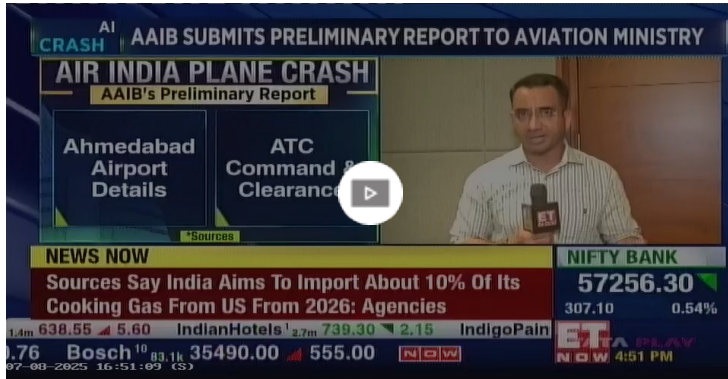 AI
CRASH
AAIB SUBMITS PRELIMINARY REPORT TO AVIATION MINISTRY
AIR INDIA PLANE CRASH
AAIB's Preliminary Report
Ahmedabad
Airport
Details
ATC
Command &
Clearance
*Sources
ET
NOW
NEWS NOW
Sources Say India Aims To Import About 10% Of Its
Cooking Gas From US From 2026: Agencies
NIFTY BANK
57256.30
307.10 0.54%
1.4m 638.55 5.60 IndianHotels 2.7m 739.30 2.15 IndigoPain
0.76 Bosch 10 83.1k 35490.00 555.00 NOW
ET
NOW
TATA PLAY
4:51 PM
07-08-2025 16:51:09 (S)